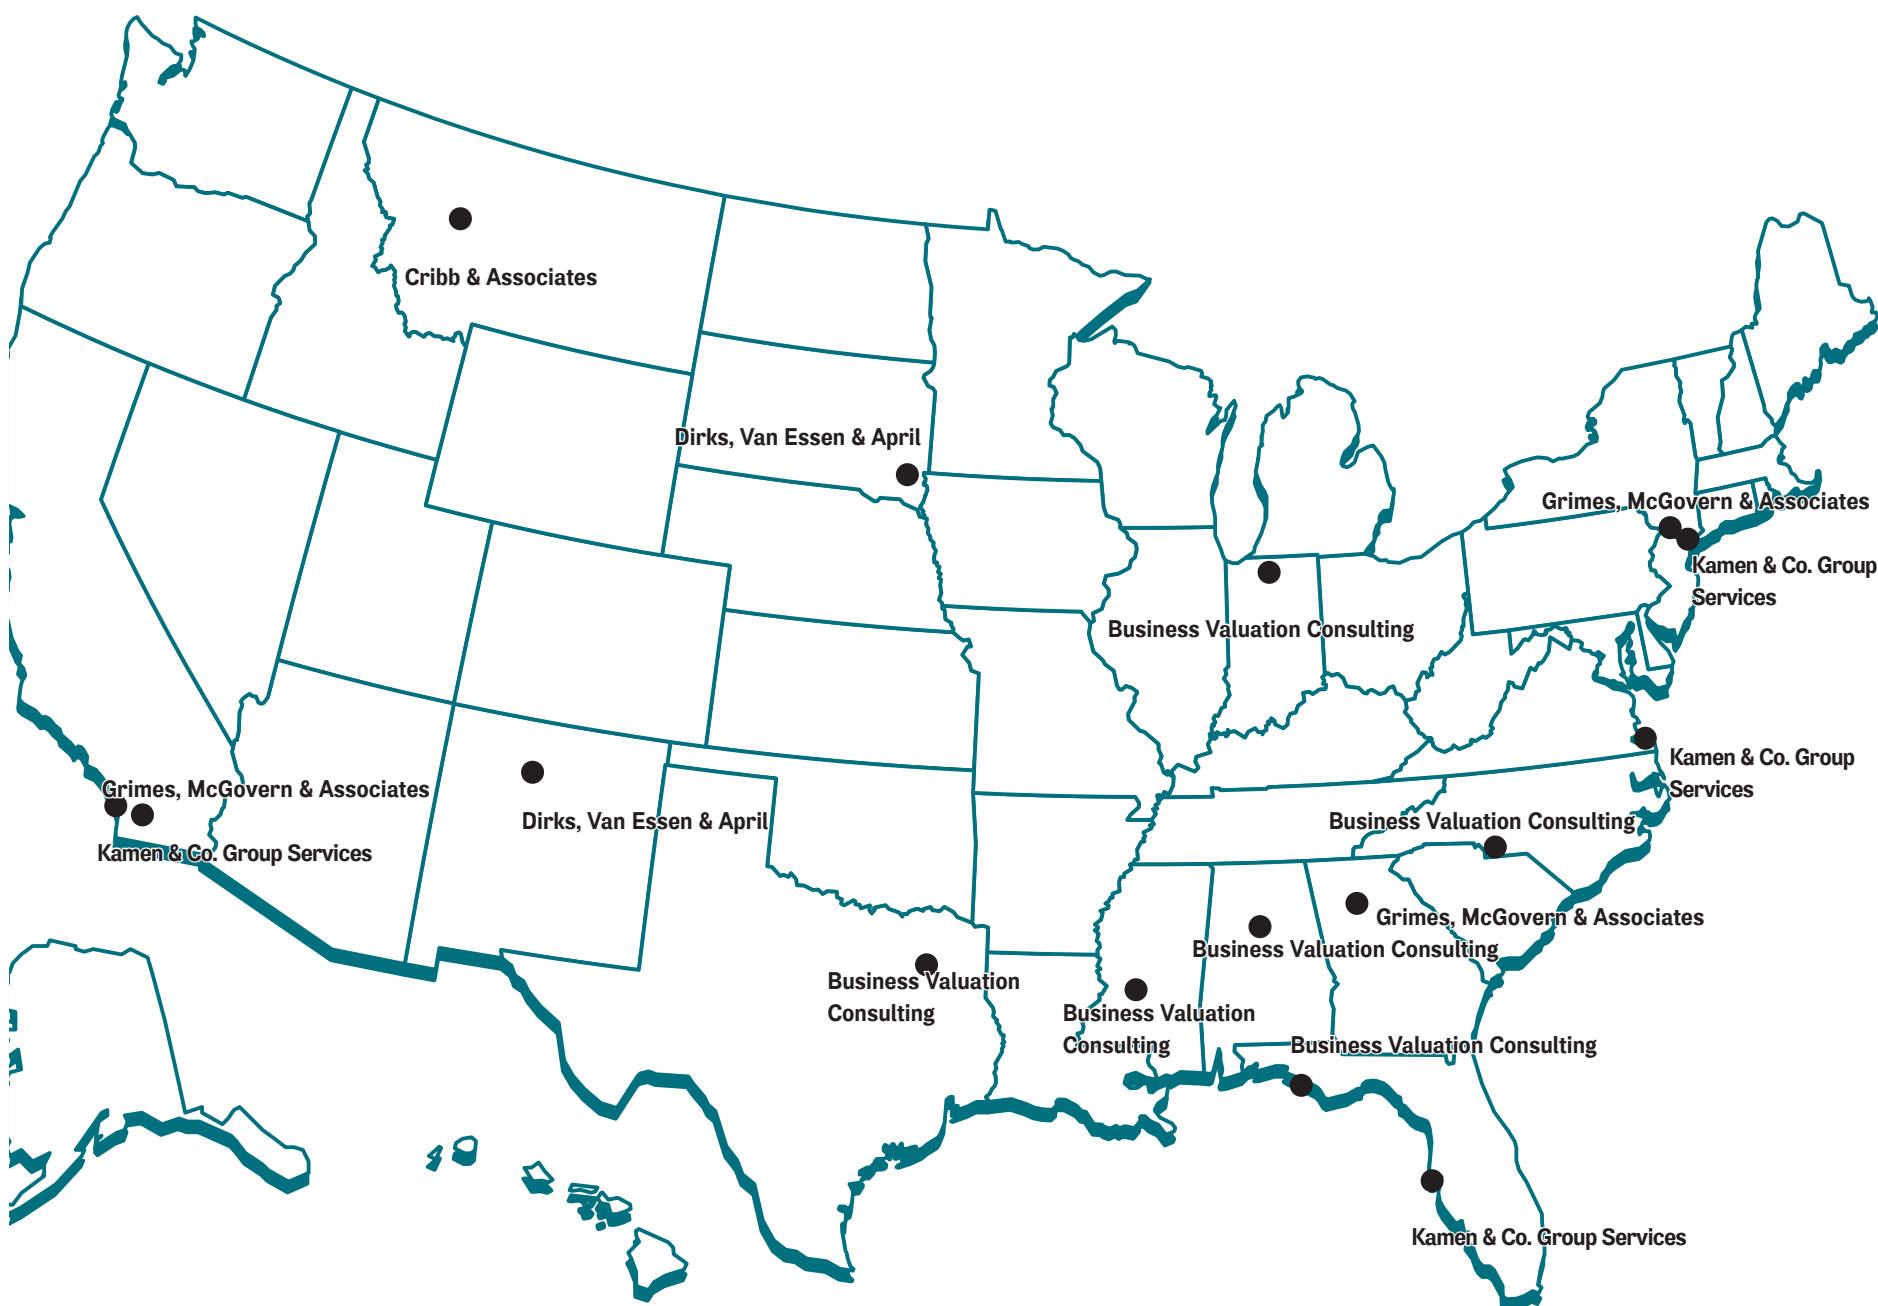 Cribb & Associates
Dirks, Van Essen & April
Grimes, McGovern & Associates
Kamen & Co. Group
Services
Business Valuation Consulting
Kamen & Co. Group
Services
Grimes, McGovern & Associates
Dirks, Van Essen & April
Business Valuation Consulting
Kamen & Co. Group Services
Grimes, McGovern & Associates
Business Valuation Consulting
Business Valuation
Consulting
Business Valuation
Consulting
Business Valuation Consulting
Kamen & Co. Group Services